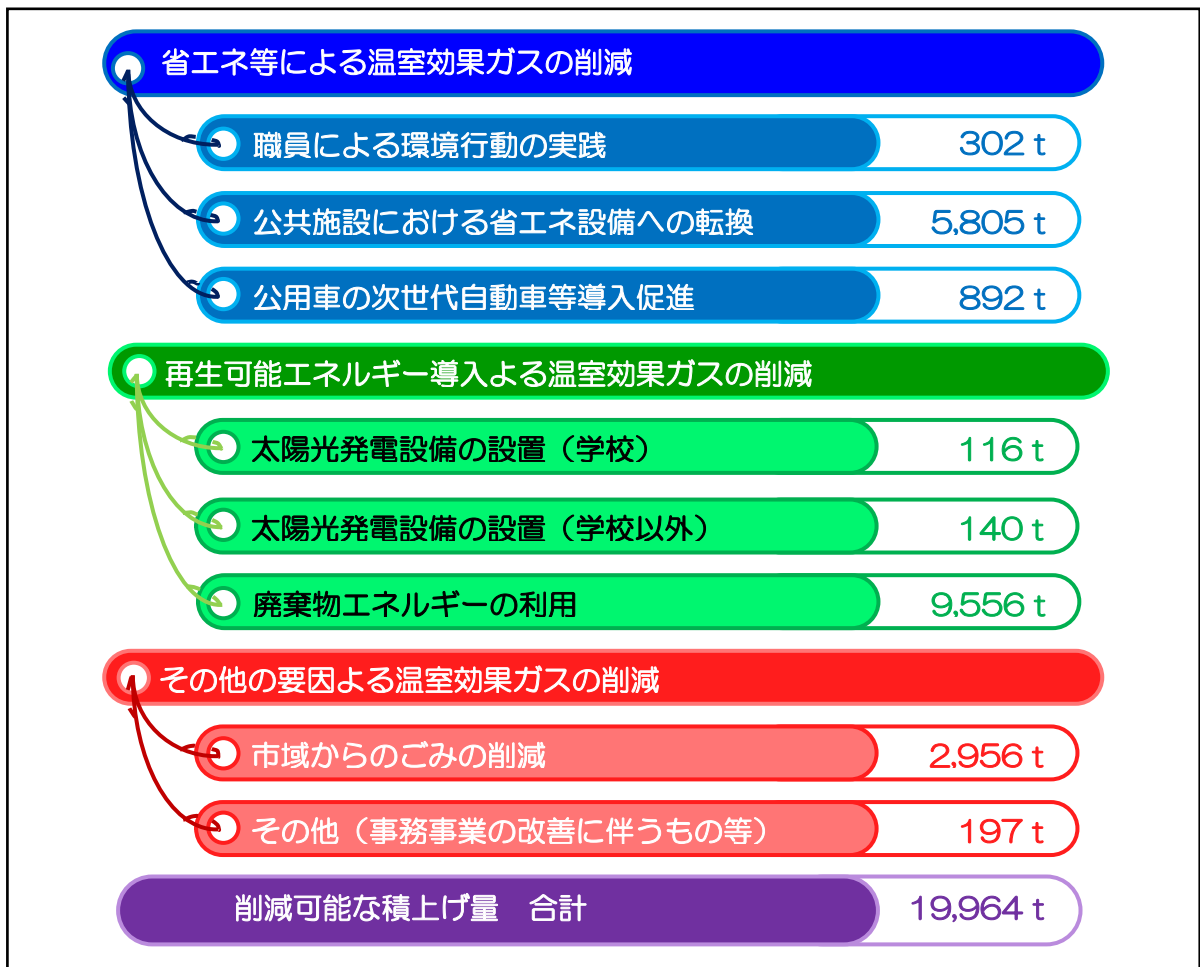 省エネ等による温室効果ガスの削減
職員による環境行動の実践 302 t
公共施設における省エネ設備への転換 5,805 t
公用車の次世代自動車等導入促進 892 t
再生可能エネルギー導入よる温室効果ガスの削減
太陽光発電設備の設置（学校） 116 t
太陽光発電設備の設置（学校以外） 140 t
廃棄物エネルギーの利用 9,556 t
その他の要因よる温室効果ガスの削減
市域からのごみの削減 2,956 t
その他（事務事業の改善に伴うもの等） 197 t
削減可能な積上げ量　合計 19,964 t